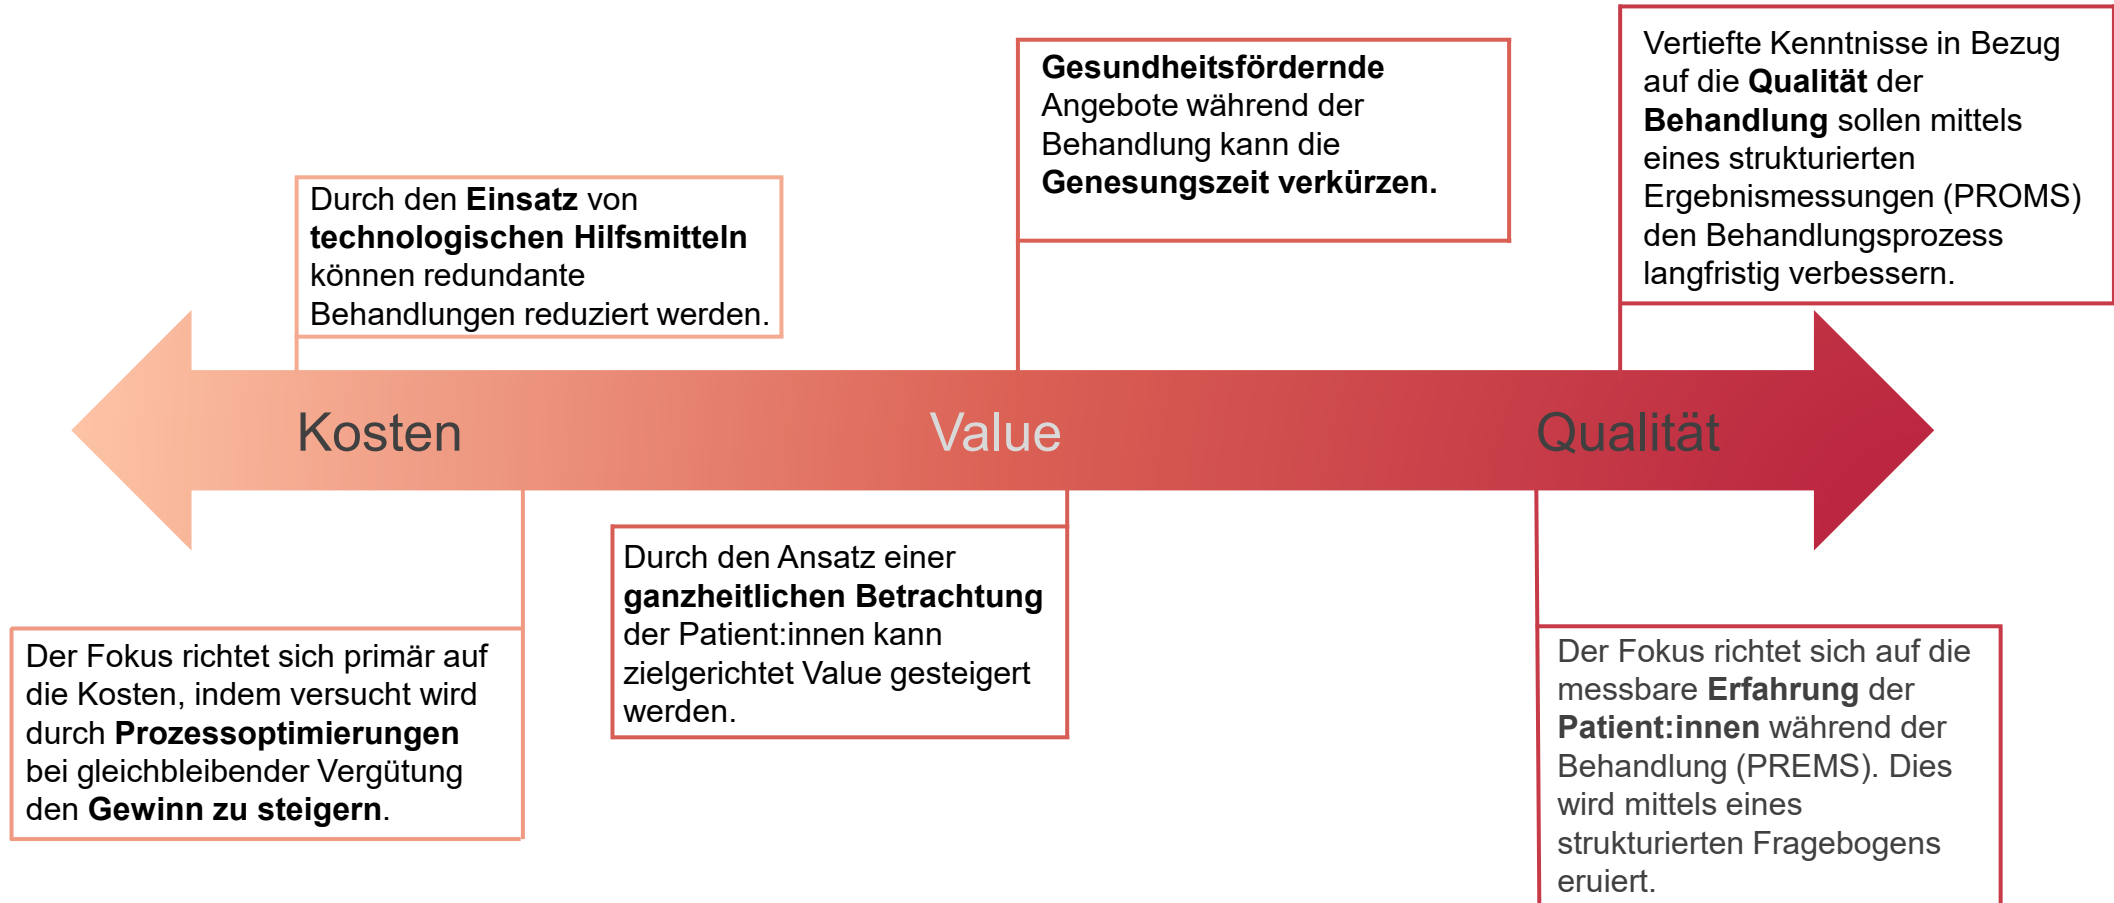 Durch den Einsatz von
technologischen Hilfsmitteln
können redundante
Behandlungen reduziert werden.
Gesundheitsfördernde
Angebote während der
Behandlung kann die
Genesungszeit verkürzen.
Vertiefte Kenntnisse in Bezug
auf die Qualität der
Behandlung sollen mittels
eines strukturierten
Ergebnismessungen (PROMS)
den Behandlungsprozess
langfristig verbessern.
Kosten
Value
Qualität
Der Fokus richtet sich primär auf
die Kosten, indem versucht wird
durch Prozessoptimierungen
bei gleichbleibender Vergütung
den Gewinn zu steigern.
Durch den Ansatz einer
ganzheitlichen Betrachtung
der Patient:innen kann
zielgerichtet Value gesteigert
werden.
Der Fokus richtet sich auf die
messbare Erfahrung der
Patient:innen während der
Behandlung (PREMS). Dies
wird mittels eines
strukturierten Fragebogens
eruiert.